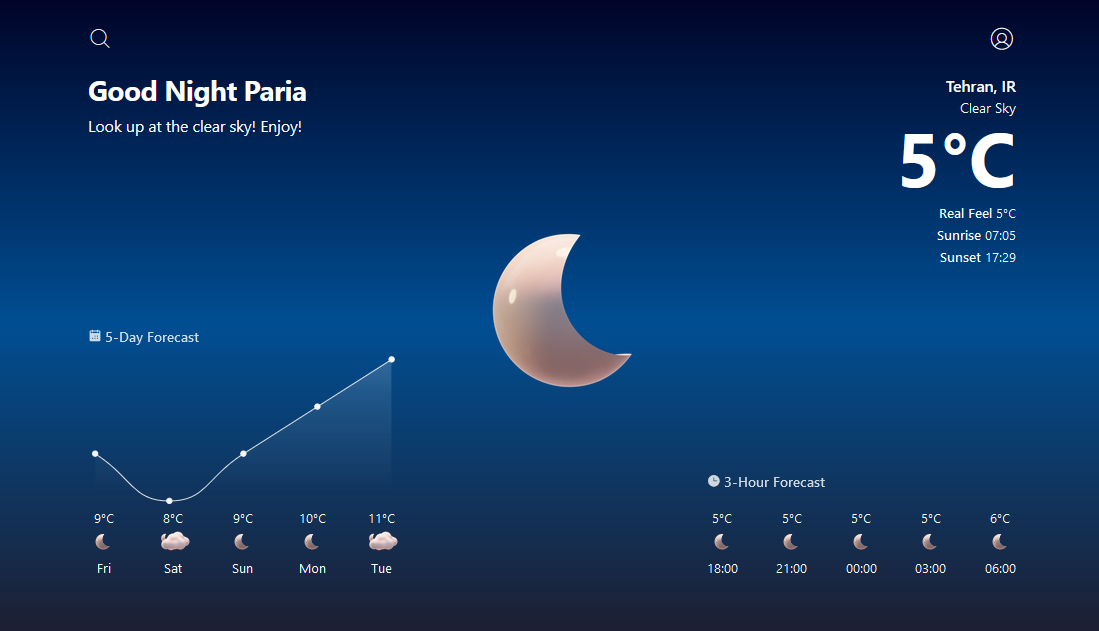 Good Night Paria
Look up at the clear sky! Enjoy!
Tehran, IR
Clear Sky
5°C
Real Feel 5°C
Sunrise 07:05
Sunset 17:29
5-Day Forecast
9°C 8°C 9°C 10°C 11°C
Fri Sat Sun Mon Tue
3-Hour Forecast
5°C 5°C 5°C 5°C 6°C
18:00 21:00 00:00 03:00 06:00